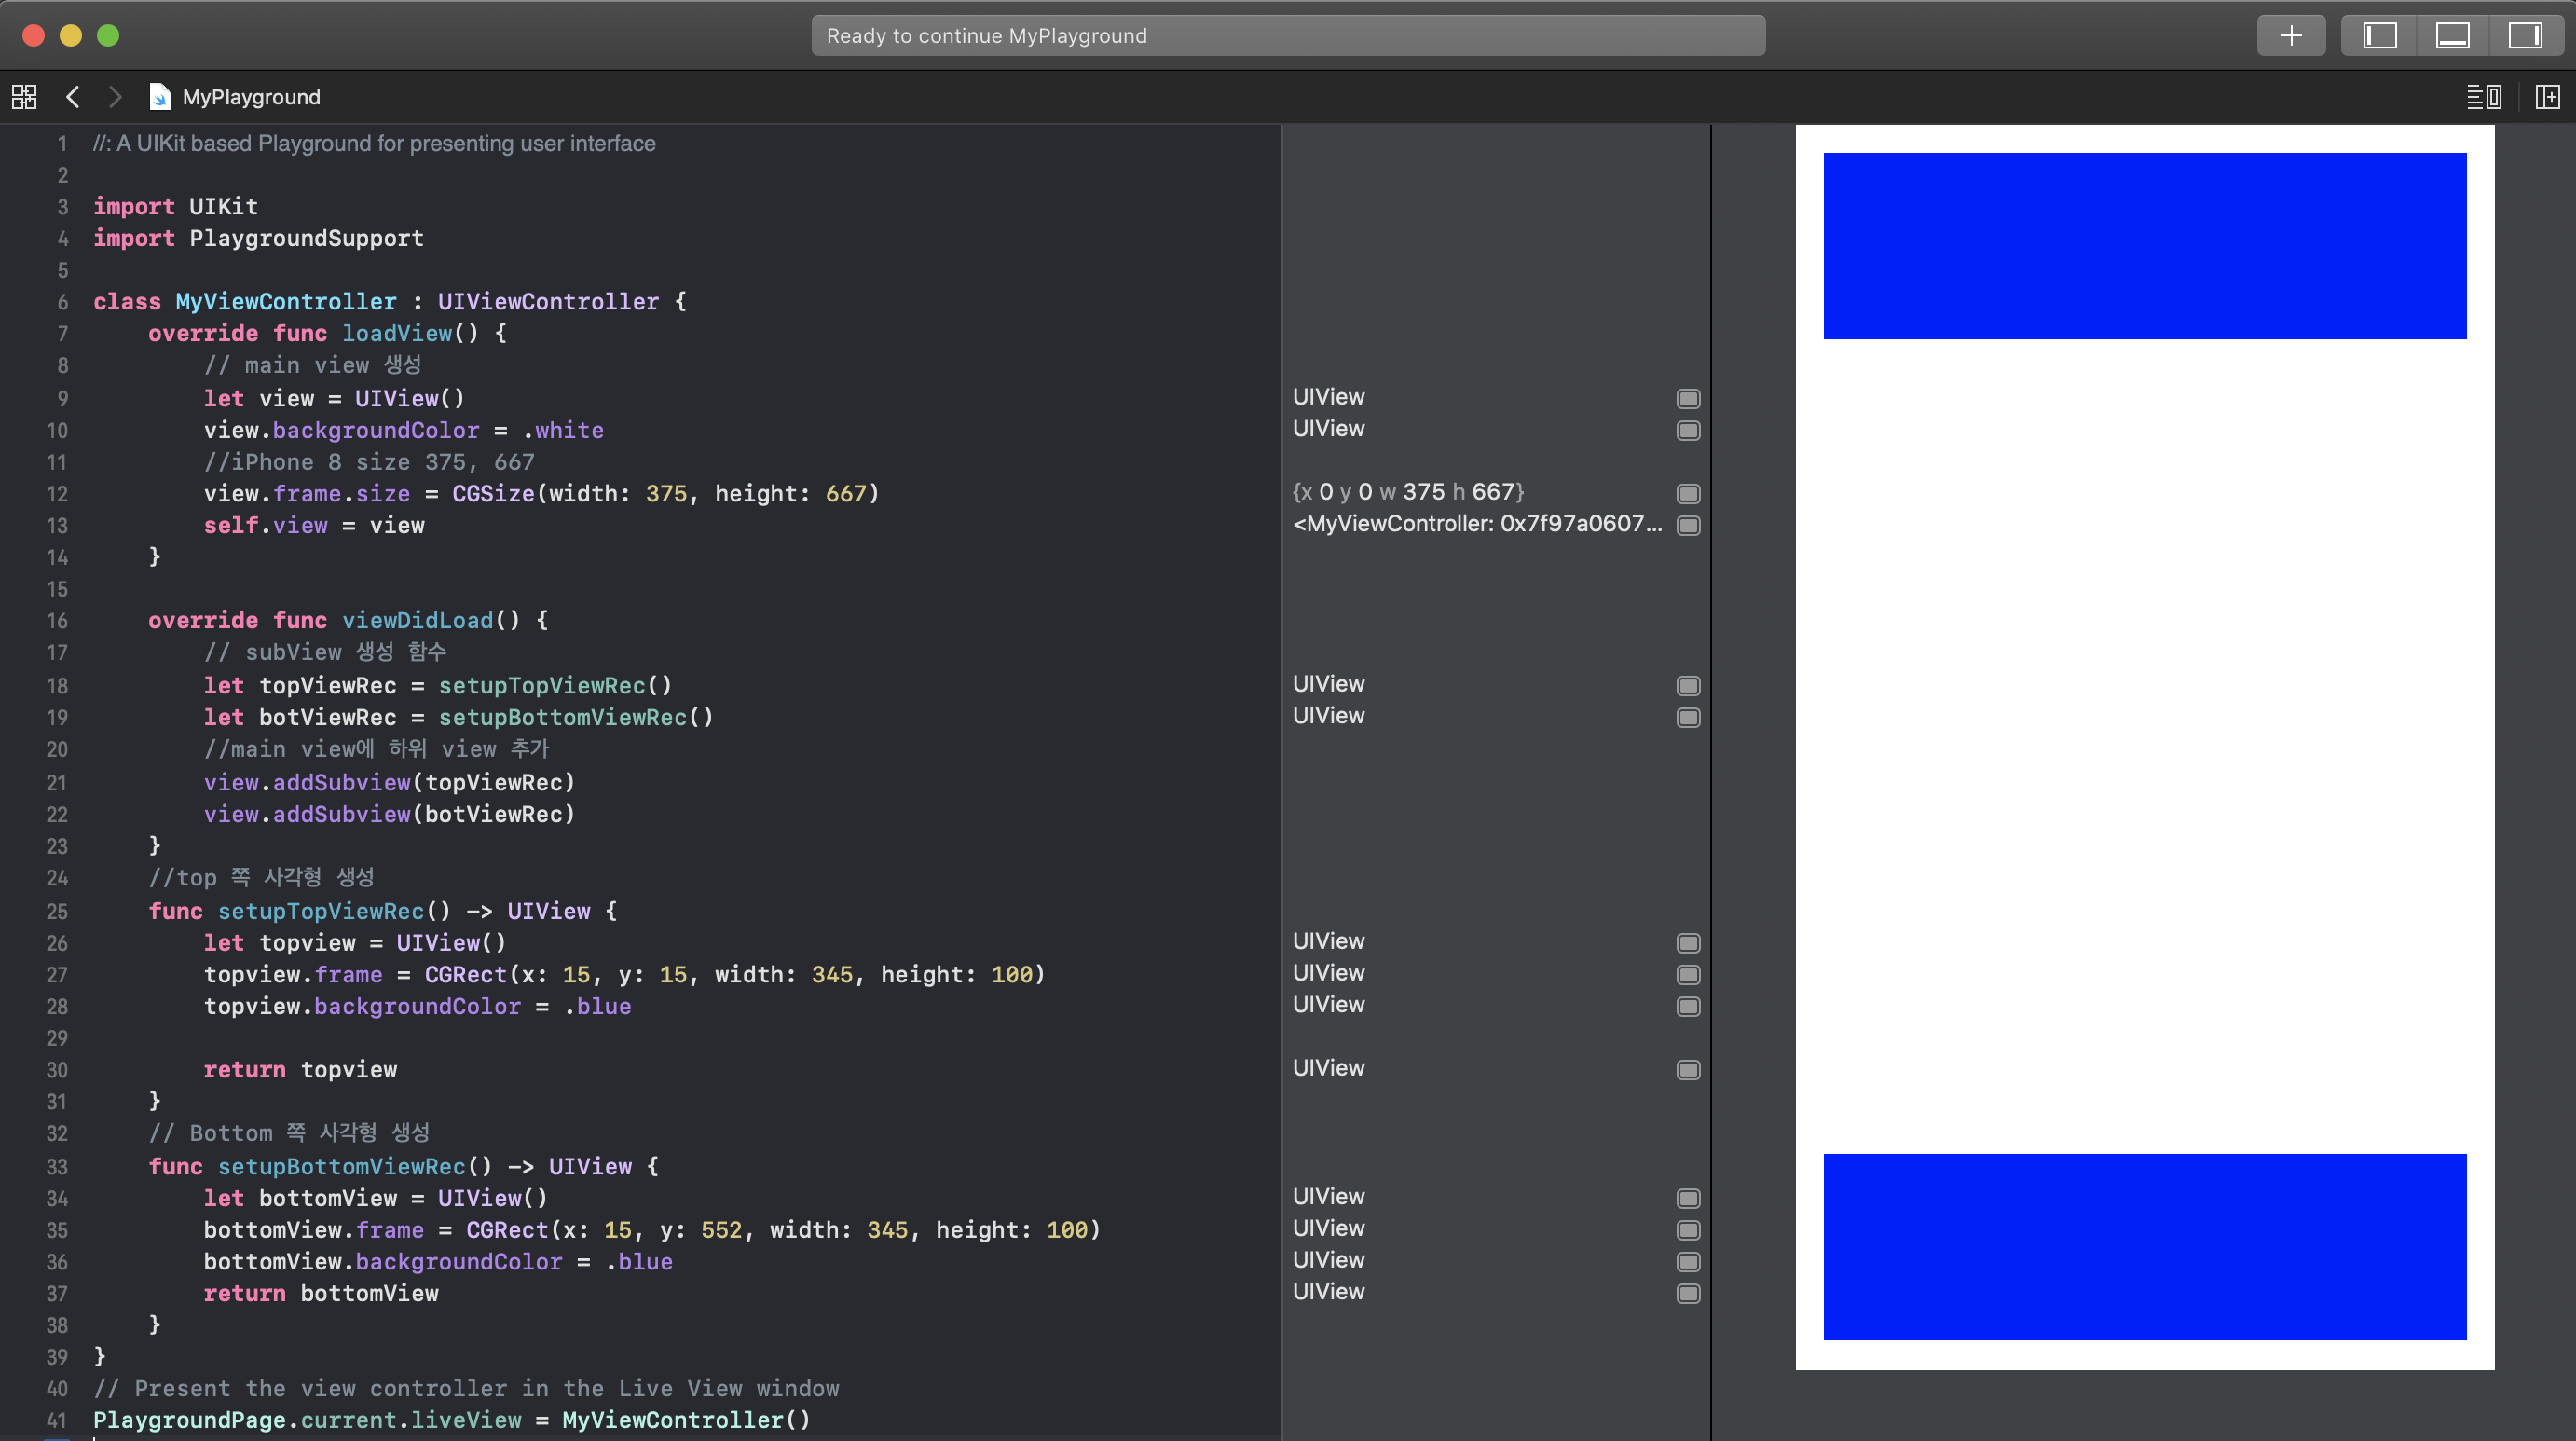 Ready to continue MyPlayground
MyPlayground
1 //: A UIKit based Playground for presenting user interface
2
3 import UIKit
4 import PlaygroundSupport
5
6 class MyViewController : UIViewController {
7 override func loadView() {
8 // main view 생성
9 let view = UIView() UIView
10 view.backgroundColor = .white UIView
11 //iPhone 8 size 375, 667
12 view.frame.size = CGSize(width: 375, height: 667) {x 0 y 0 w 375 h 667}
13 self.view = view <MyViewController: 0x7f97a0607...
14 }
15
16 override func viewDidLoad() {
17 // subView 생성 함수
18 let topViewRec = setupTopViewRec() UIView
19 let botViewRec = setupBottomViewRec() UIView
20 //main view에 하위 view 추가
21 view.addSubview(topViewRec)
22 view.addSubview(botViewRec)
23 }
24 //top 쪽 사각형 생성
25 func setupTopViewRec() -> UIView {
26 let topview = UIView() UIView
27 topview.frame = CGRect(x: 15, y: 15, width: 345, height: 100) UIView
28 topview.backgroundColor = .blue UIView
29
30 return topview UIView
31 }
32 // Bottom 쪽 사각형 생성
33 func setupBottomViewRec() -> UIView {
34 let bottomView = UIView() UIView
35 bottomView.frame = CGRect(x: 15, y: 552, width: 345, height: 100) UIView
36 bottomView.backgroundColor = .blue UIView
37 return bottomView UIView
38 }
39 }
40 // Present the view controller in the Live View window
41 PlaygroundPage.current.liveView = MyViewController()